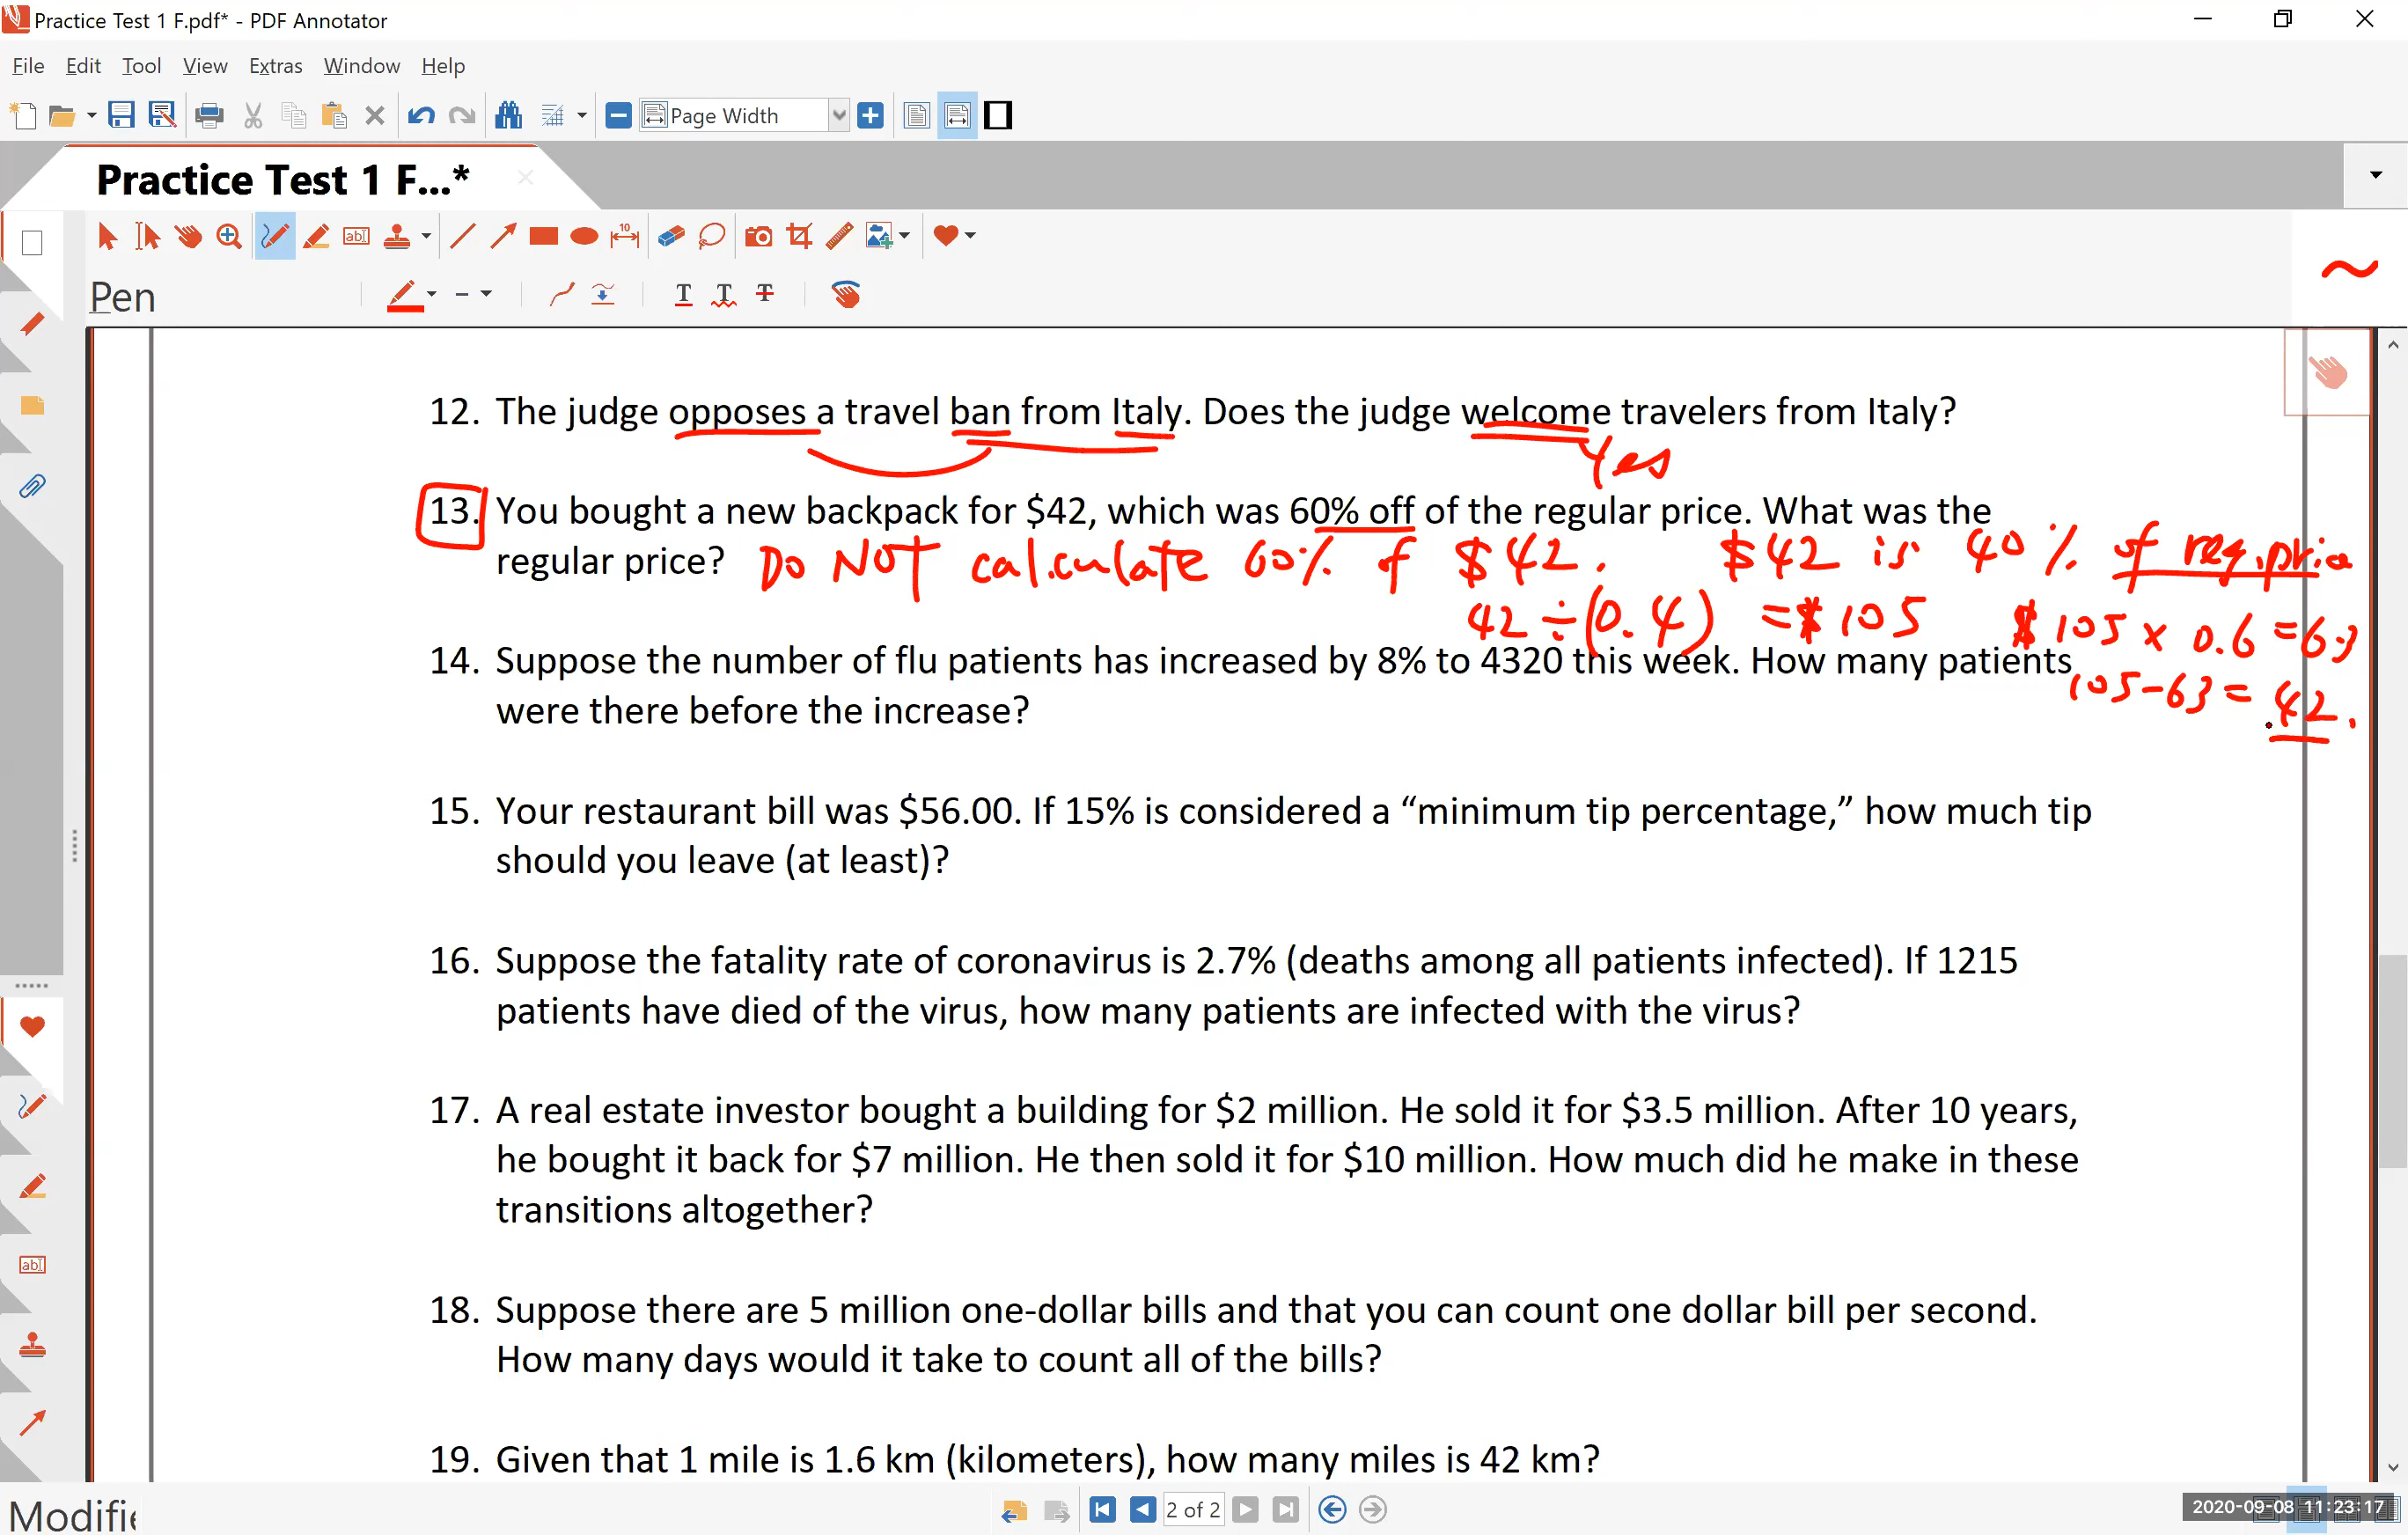 Practice Test 1 F.pdf* - PDF Annotator
File Edit Tool View Extras Window Help
Page Width
Practice Test 1 F...*
Pen
12. The judge opposes a travel ban from Italy. Does the judge welcome travelers from Italy?
Yes
13. You bought a new backpack for $42, which was 60% off of the regular price. What was the
regular price? Do NOT calculate 60% of $42. $42 is 40% of reg. price
42 ÷ (0.4) = $105 $105 x 0.6 = 63
14. Suppose the number of flu patients has increased by 8% to 4320 this week. How many patients
105-63 = 42.
were there before the increase?
15. Your restaurant bill was $56.00. If 15% is considered a “minimum tip percentage,” how much tip
should you leave (at least)?
16. Suppose the fatality rate of coronavirus is 2.7% (deaths among all patients infected). If 1215
patients have died of the virus, how many patients are infected with the virus?
17. A real estate investor bought a building for $2 million. He sold it for $3.5 million. After 10 years,
he bought it back for $7 million. He then sold it for $10 million. How much did he make in these
transitions altogether?
18. Suppose there are 5 million one-dollar bills and that you can count one dollar bill per second.
How many days would it take to count all of the bills?
19. Given that 1 mile is 1.6 km (kilometers), how many miles is 42 km?
2 of 2
2020-09-08 11:23:17